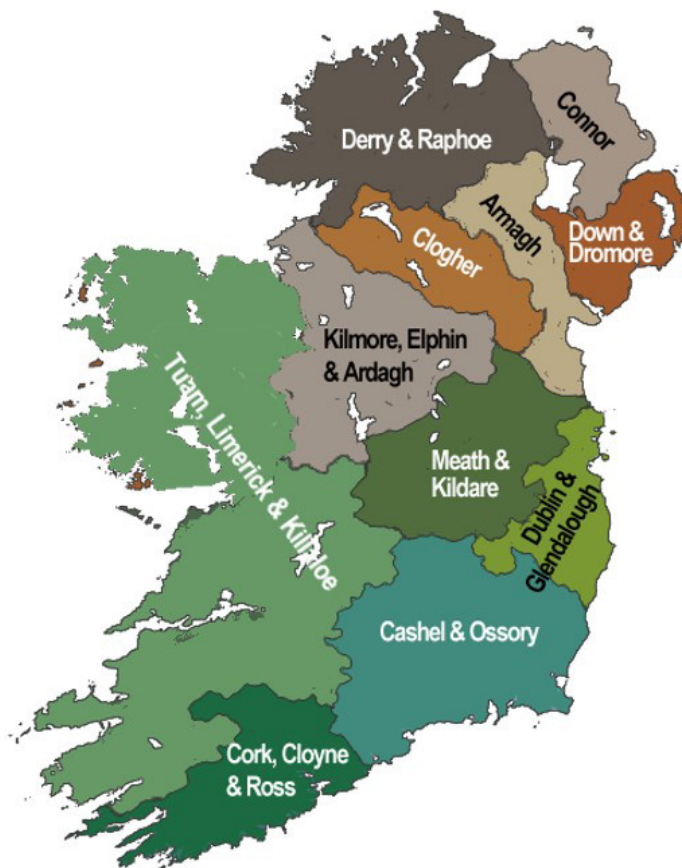 Connor
Derry & Raphoe
Armagh
Down &
Dromore
Clogher
Kilmore, Elphin
& Ardagh
Tuam, Limerick & Killaloe
Meath &
Kildare
Dublin &
Glendalough
Cashel & Ossory
Cork, Cloyne
& Ross